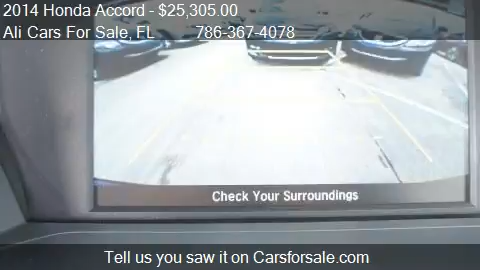 2014 Honda Accord - $25,305.00
Ali Cars For Sale, FL 786-367-4078
Check Your Surroundings
Tell us you saw it on Carsforsale.com